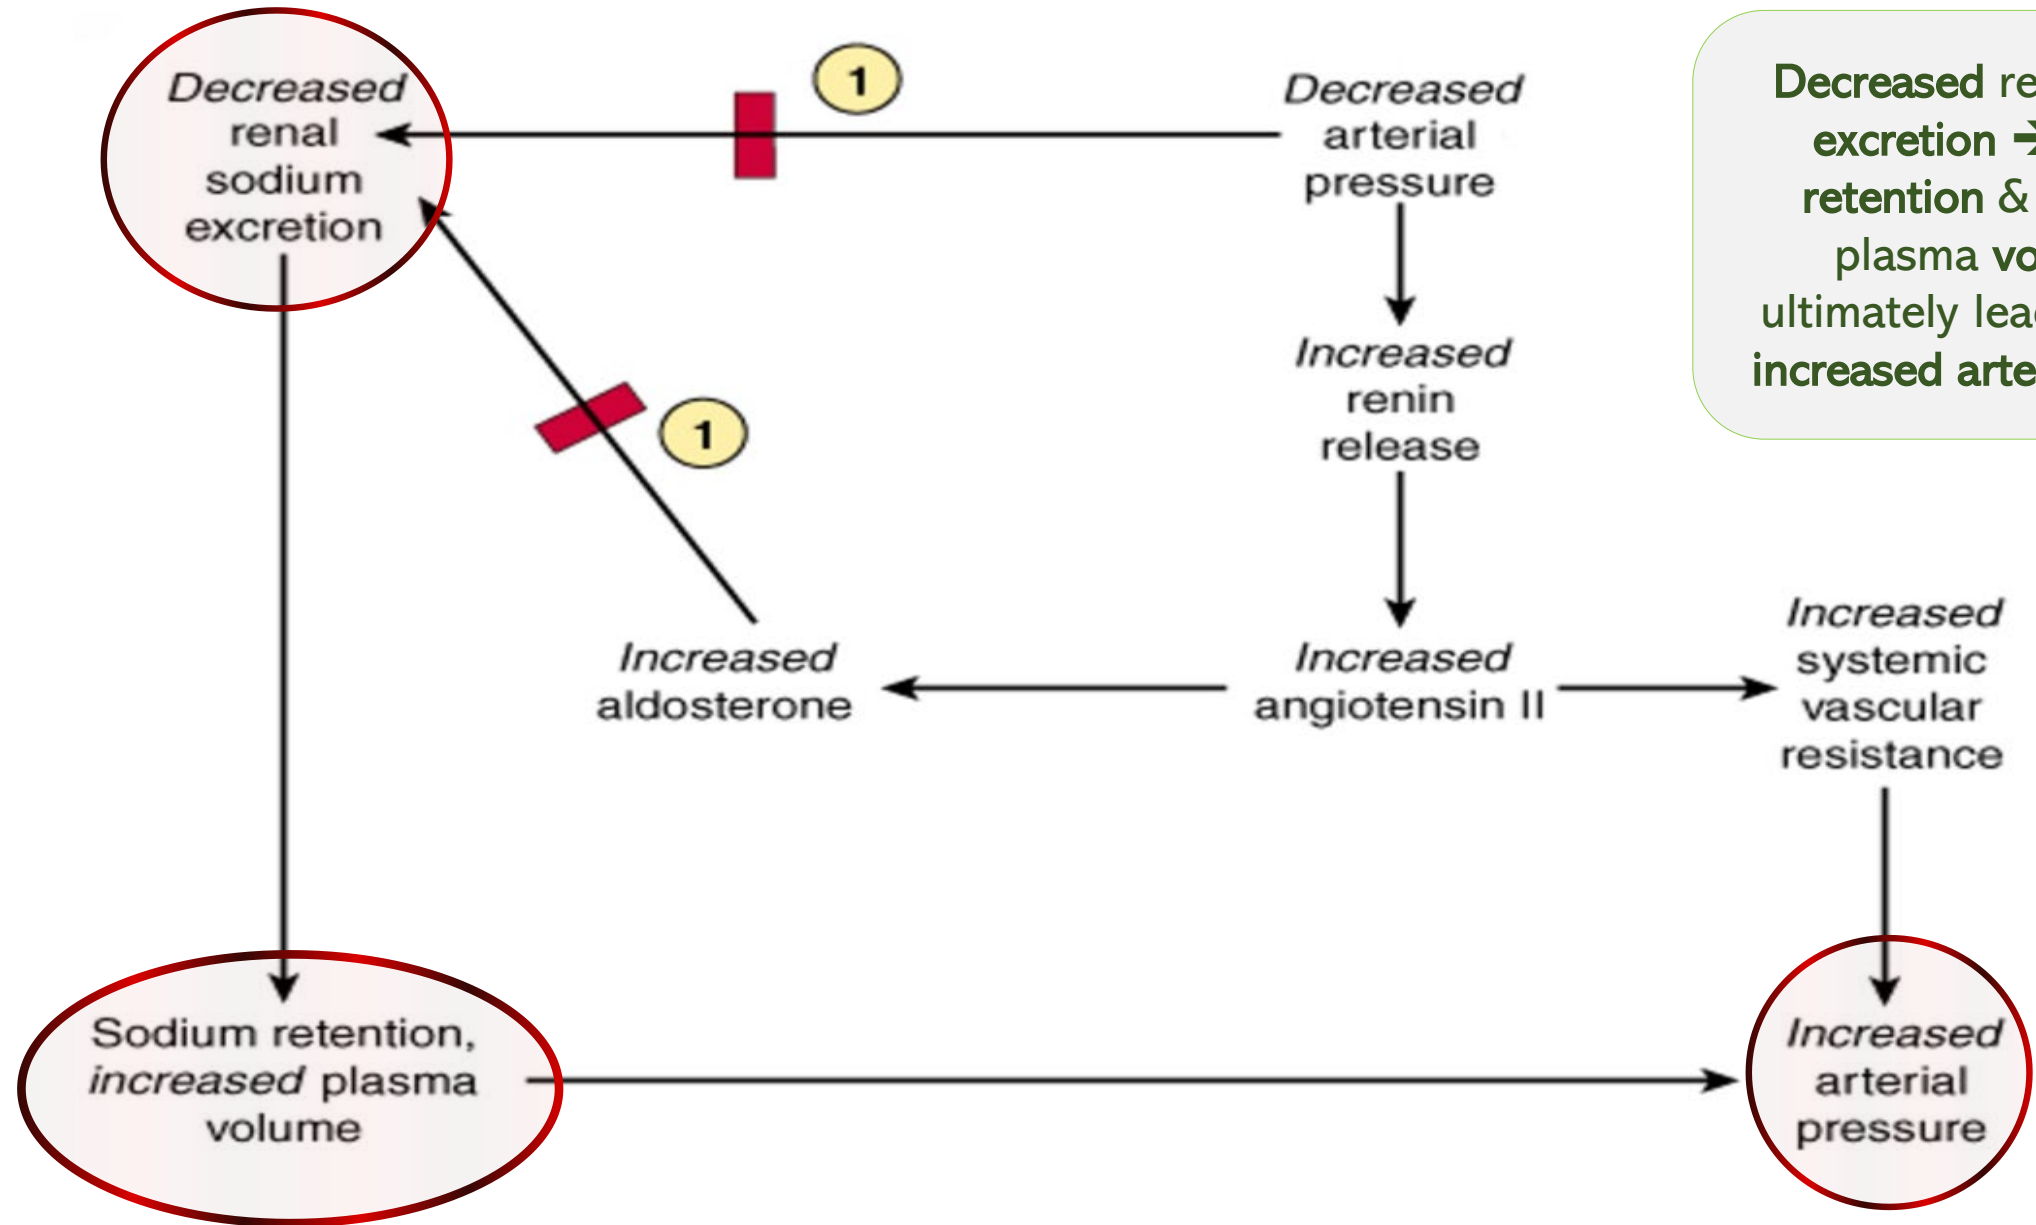 Decreased
renal
sodium
excretion
1
Decreased
arterial
pressure
Decreased
excretion →
retention &
plasma
ultimately
increased
1
Increased
renin
release
Increased
aldosterone
Increased
angiotensin II
Increased
systemic
vascular
resistance
Sodium retention,
increased plasma
volume
Increased
arterial
pressure